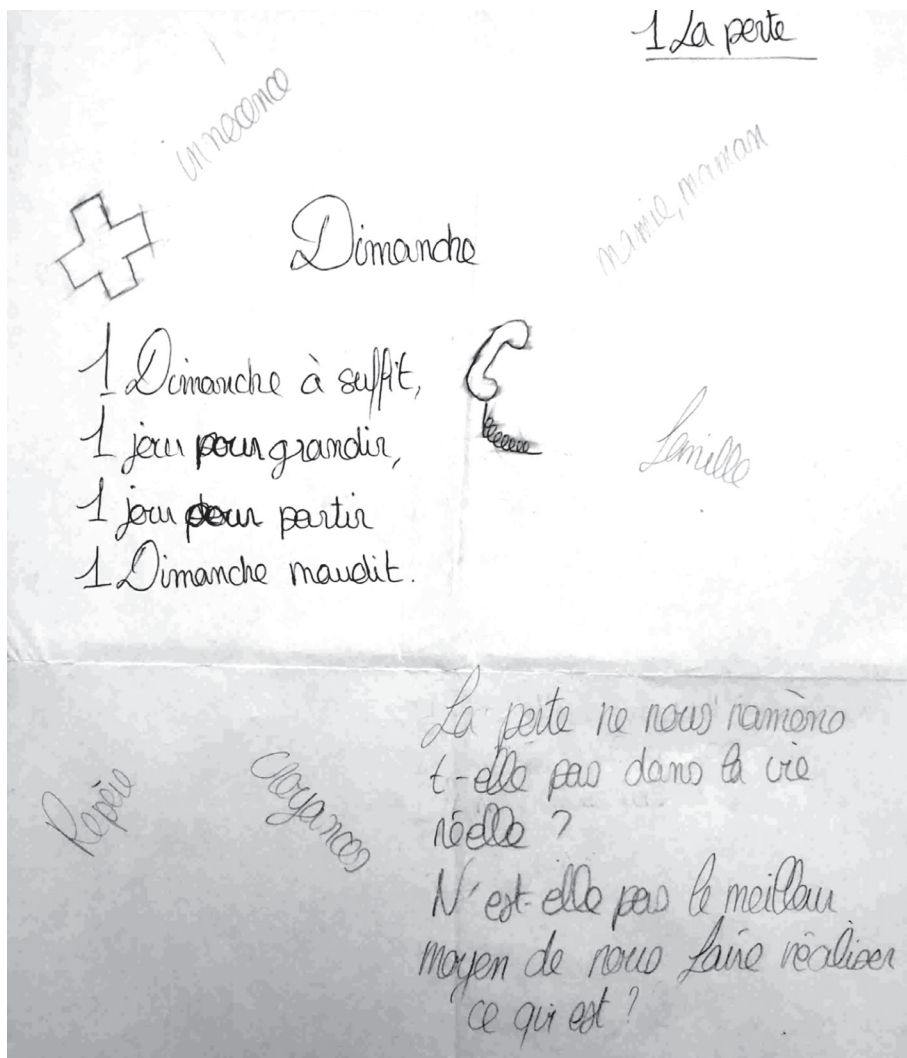 1 La perte
innocence
mamie, maman
Dimanche
1 Dimanche à suffit,
1 jour pour grandir,
1 jour pour partir
1 Dimanche maudit.
famille
Repère
croyances
La perte ne nous ramène
t-elle pas dans la vie
réelle ?
N'est-elle pas le meilleur
moyen de nous faire réaliser
ce qui est ?